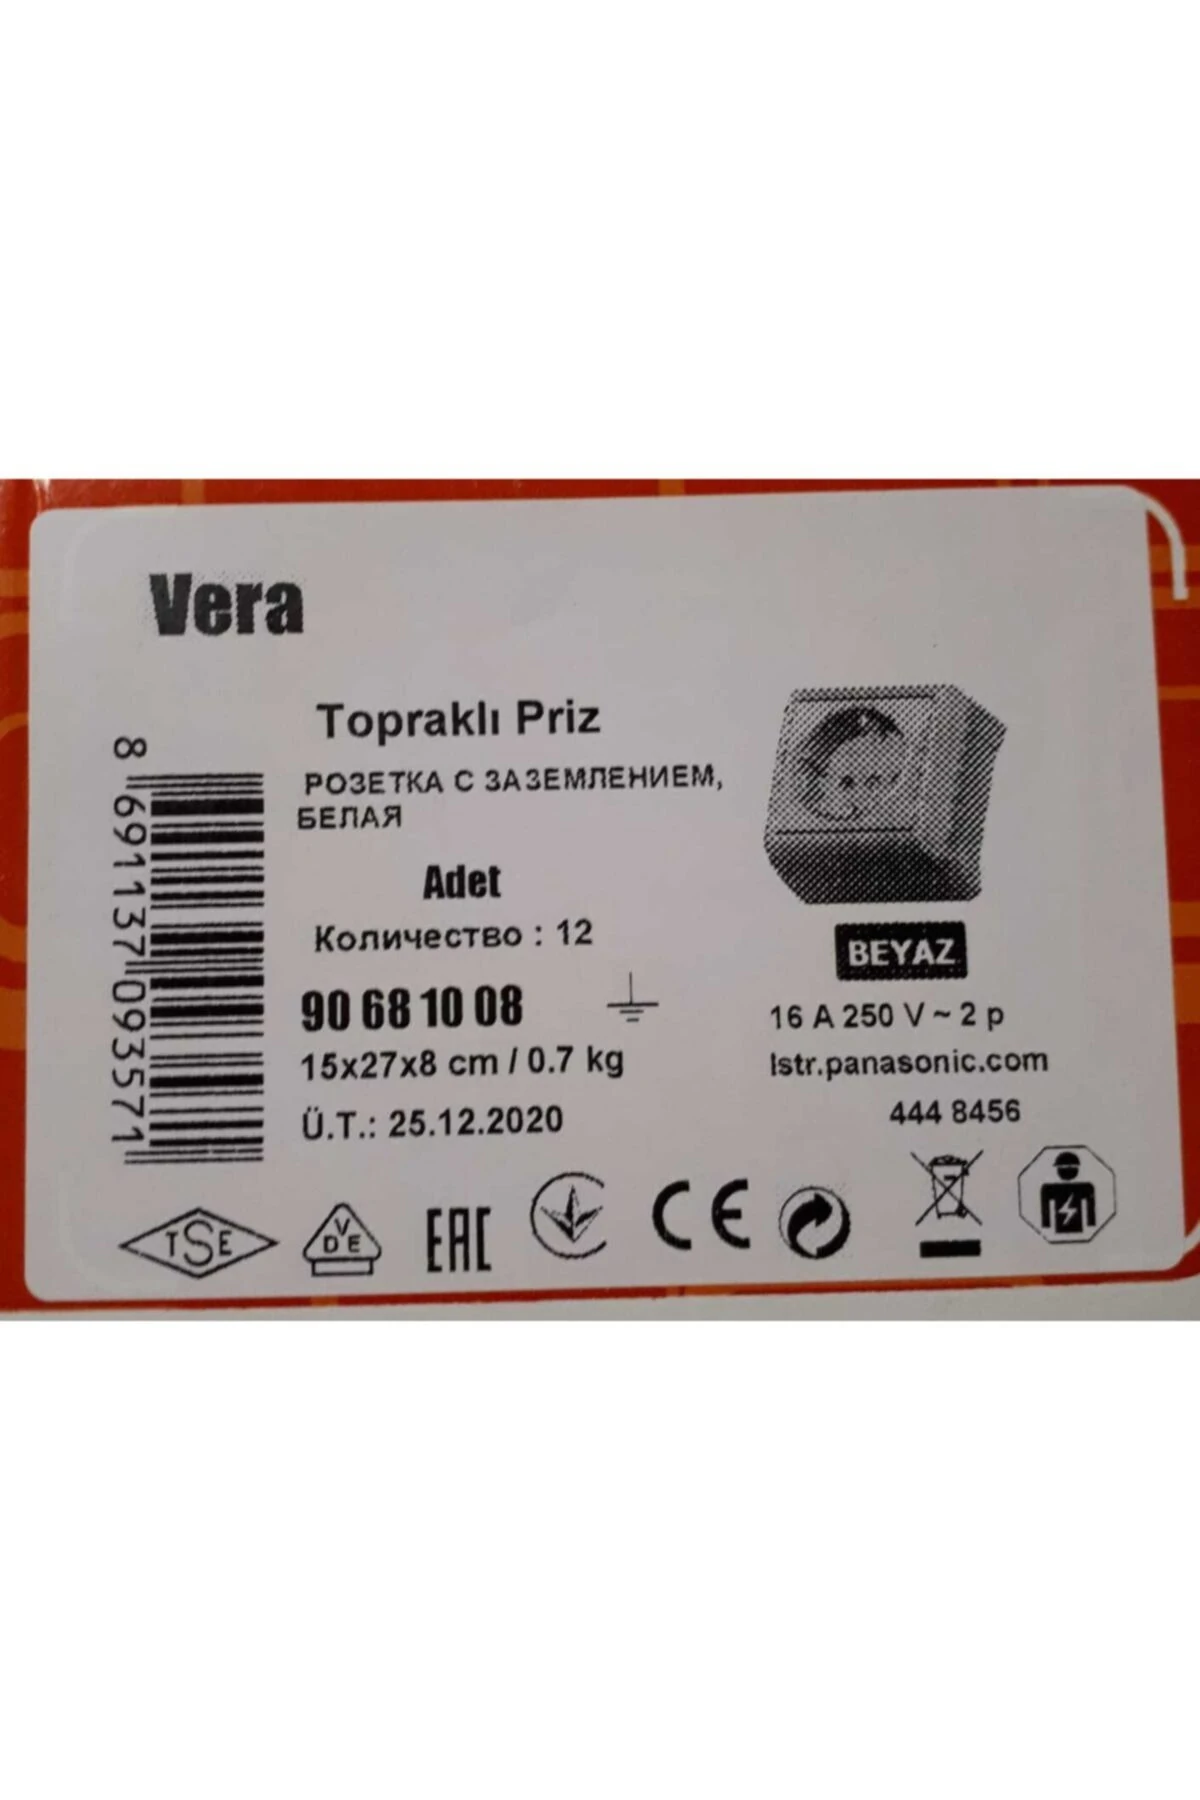 Vera
Topraklı Priz
РОЗЕТКА С ЗАЗЕМЛЕНИЕМ,
БЕЛАЯ
Adet
Количество : 12
90 68 10 08
15x27x8 cm / 0.7 kg
Ü.T.: 25.12.2020
8 691137 093571
BEYAZ
16 A 250 V ~ 2 p
lstr.panasonic.com
444 8456
TSE
VDE
EAC
CE